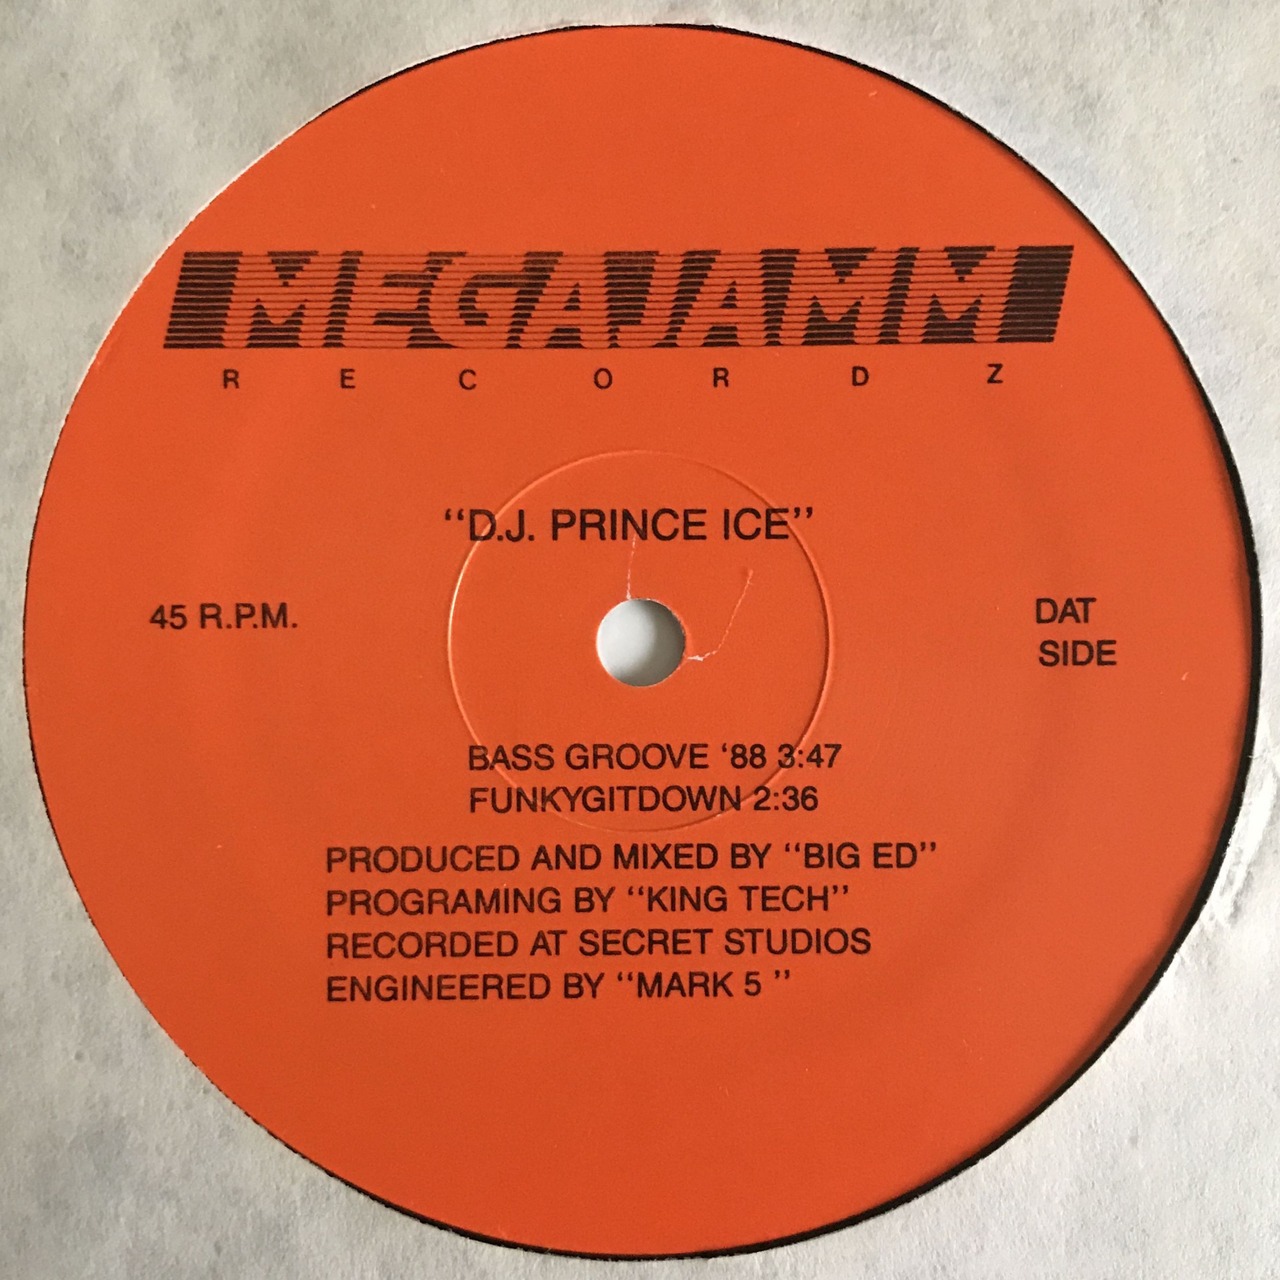 MEGAJAMM
RECORDZ
“D.J. PRINCE ICE”
45 R.P.M.
DAT
SIDE
BASS GROOVE ‘88 3:47
FUNKYGITDOWN 2:36
PRODUCED AND MIXED BY “BIG ED”
PROGRAMING BY “KING TECH”
RECORDED AT SECRET STUDIOS
ENGINEERED BY “MARK 5 ”